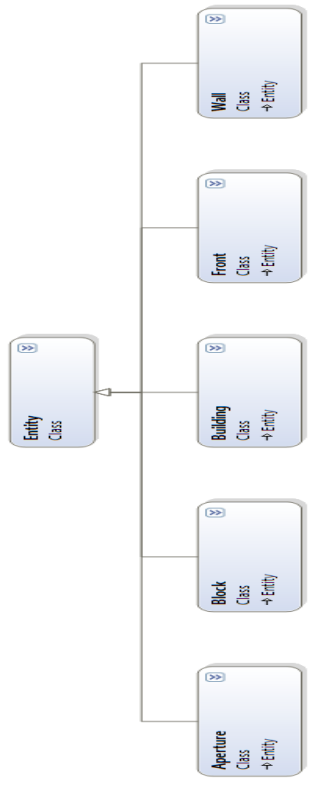 Entity
Class
Aperture
Class
→ Entity
Block
Class
→ Entity
Building
Class
→ Entity
Front
Class
→ Entity
Wall
Class
→ Entity